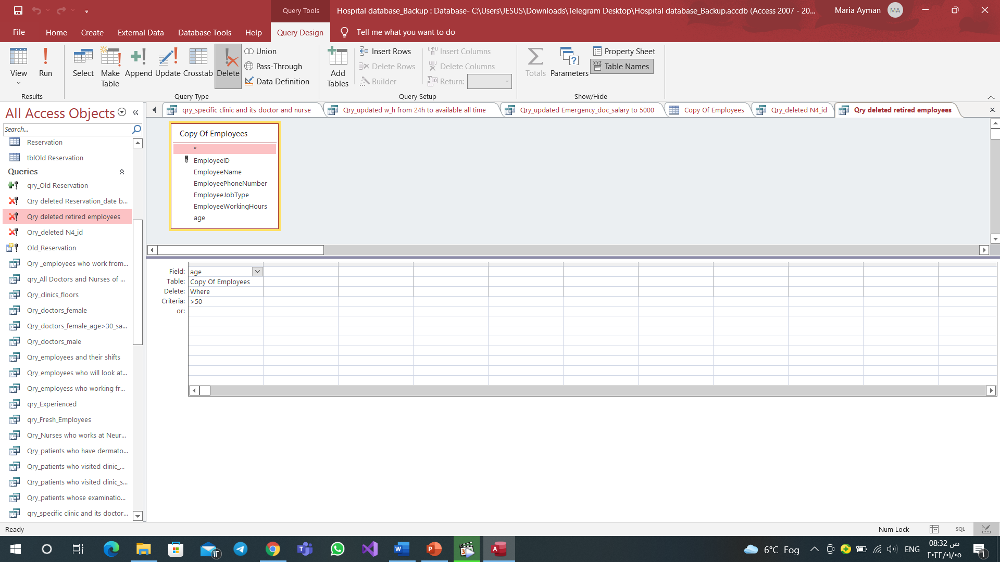 Query Tools
Hospital database_Backup : Database- C:\Users\JESUS\Downloads\Telegram Desktop\Hospital database_Backup.accdb (Access 2007 - 20...
Maria Ayman
MA
File
Home
Create
External Data
Database Tools
Help
Query Design
Tell me what you want to do
View
Run
Select
Make Table
Append
Update
Crosstab
Delete
Union
Pass-Through
Data Definition
Add Tables
Insert Rows
Delete Rows
Builder
Insert Columns
Delete Columns
Return:
Totals
Parameters
Property Sheet
Table Names
Results
Query Type
Query Setup
Show/Hide
All Access Objects
Search...
qry_specific clinic and its doctor and nurse
Qry_updated w_h from 24h to available all time
Qry_updated Emergency_doc_salary to 5000
Copy Of Employees
Qry_deleted N4_id
Qry deleted retired employees
Reservation
tblOld Reservation
Queries
qry_Old Reservation
Qry deleted Reservation_date b...
Qry deleted retired employees
Qry_deleted N4_id
Old_Reservation
Qry _employees who work from...
qry_All Doctors and Nurses of ...
Qry_clinics_floors
Qry_doctors_female
Qry_doctors_female_age>30_sa...
Qry_doctors_male
Qry_employees and their shifts
Qry_employees who will look at...
Qry_employess who working fr...
qry_Experienced
qry_Fresh_Employees
Qry_Nurses who works at Neur...
Qry_patients who have dermato...
Qry_patients who visited clinic_...
Qry_patients who visited clinic_s...
Qry_patients whose examinatio...
qry_specific clinic and its doctor...
Copy Of Employees
*
EmployeeID
EmployeeName
EmployeePhoneNumber
EmployeeJobType
EmployeeWorkingHours
age
Field: age
Table: Copy Of Employees
Delete: Where
Criteria: >50
or:
Ready
Num Lock
SQL
١٣
6°C Fog
ENG
08:32 ص
٢٠٢٢/٠١/٠٥
1